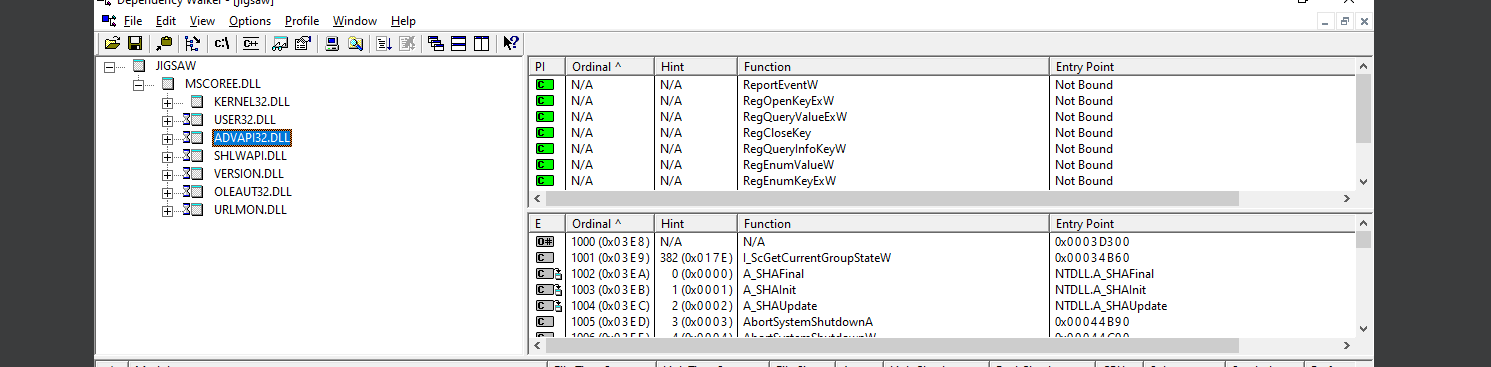 Dependency Walker - [jigsaw]
File Edit View Options Profile Window Help
c:\ C++
JIGSAW
MSCOREE.DLL
KERNEL32.DLL
USER32.DLL
ADVAPI32.DLL
SHLWAPI.DLL
VERSION.DLL
OLEAUT32.DLL
URLMON.DLL
PI Ordinal ^ Hint Function Entry Point
C N/A N/A ReportEventW Not Bound
C N/A N/A RegOpenKeyExW Not Bound
C N/A N/A RegQueryValueExW Not Bound
C N/A N/A RegCloseKey Not Bound
C N/A N/A RegQueryInfoKeyW Not Bound
C N/A N/A RegEnumValueW Not Bound
C N/A N/A RegEnumKeyExW Not Bound
E Ordinal ^ Hint Function Entry Point
O# 1000 (0x03E8) N/A N/A 0x0003D300
C 1001 (0x03E9) 382 (0x017E) I_ScGetCurrentGroupStateW 0x00034B60
C 1002 (0x03EA) 0 (0x0000) A_SHAFinal NTDLL.A_SHAFinal
C 1003 (0x03EB) 1 (0x0001) A_SHAInit NTDLL.A_SHAInit
C 1004 (0x03EC) 2 (0x0002) A_SHAUpdate NTDLL.A_SHAUpdate
C 1005 (0x03ED) 3 (0x0003) AbortSystemShutdownA 0x00044B90